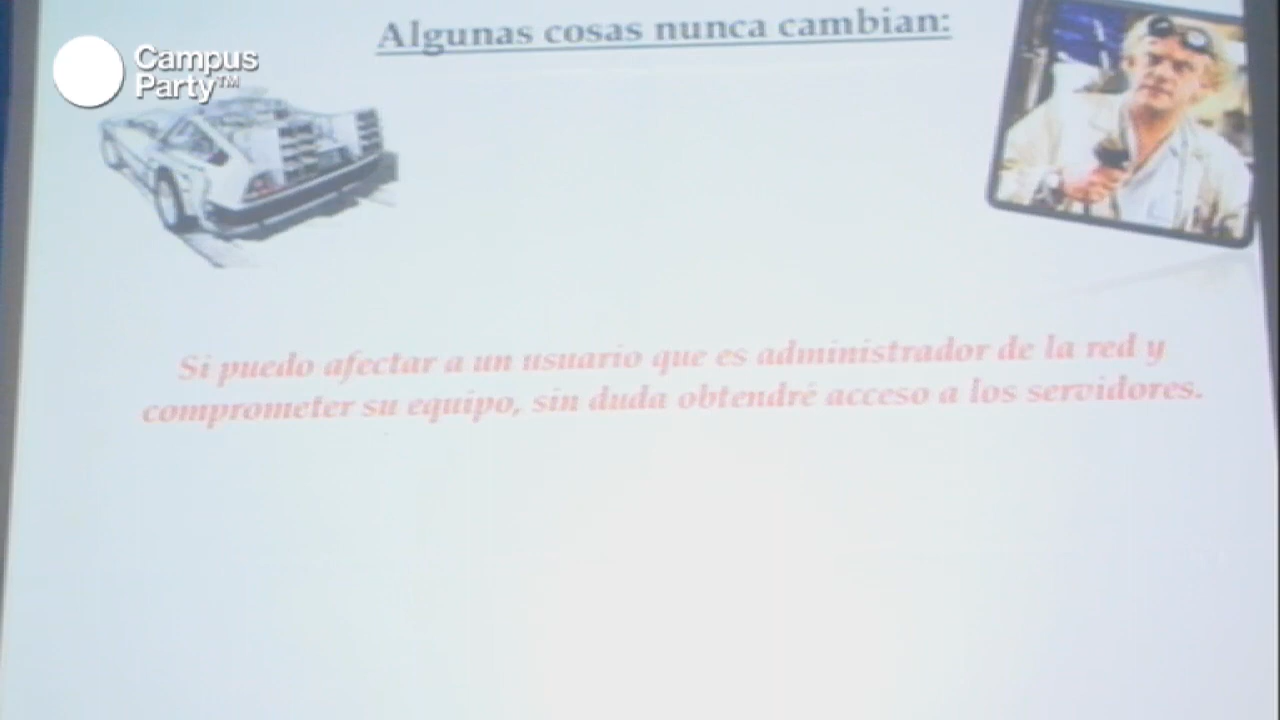 Algunas cosas nunca cambian:
Campus
Party™
Si puedo afectar a un usuario que es administrador de la red y
comprometer su equipo, sin duda obtendré acceso a los servidores.